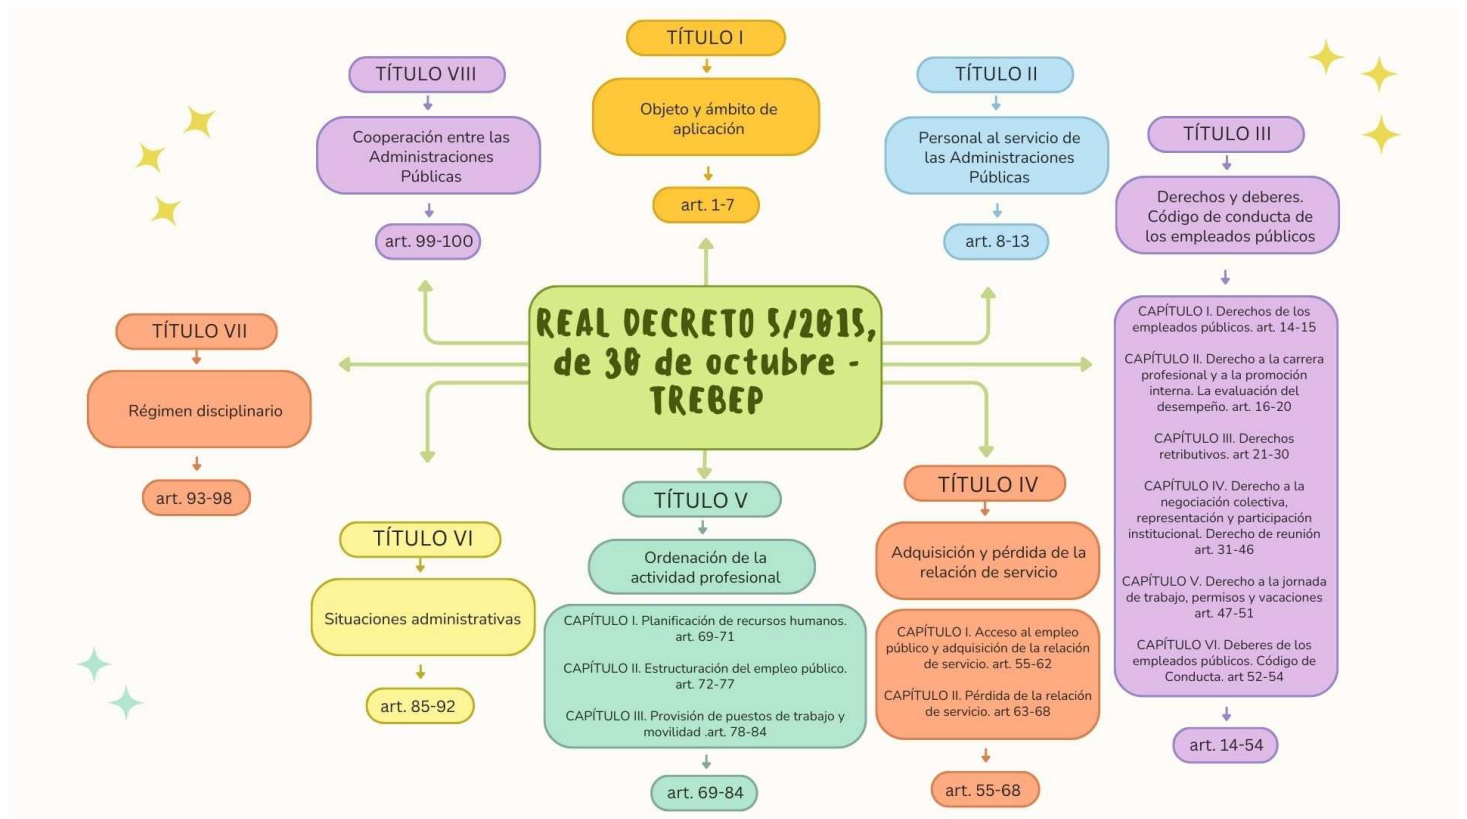 REAL DECRETO 5/2015,
de 30 de octubre -
TREBEP
TÍTULO I
Objeto y ámbito de
aplicación
art. 1-7
TÍTULO II
Personal al servicio de
las Administraciones
Públicas
art. 8-13
TÍTULO III
Derechos y deberes.
Código de conducta de
los empleados públicos
CAPÍTULO I. Derechos de los
empleados públicos. art. 14-15
CAPÍTULO II. Derecho a la carrera
profesional y a la promoción
interna. La evaluación del
desempeño. art. 16-20
CAPÍTULO III. Derechos
retributivos. art 21-30
CAPÍTULO IV. Derecho a la
negociación colectiva,
representación y participación
institucional. Derecho de reunión
art. 31-46
CAPÍTULO V. Derecho a la jornada
de trabajo, permisos y vacaciones
art. 47-51
CAPÍTULO VI. Deberes de los
empleados públicos. Código de
Conducta. art 52-54
art. 14-54
TÍTULO IV
Adquisición y pérdida de la
relación de servicio
CAPÍTULO I. Acceso al empleo
público y adquisición de la relación
de servicio. art. 55-62
CAPÍTULO II. Pérdida de la relación
de servicio. art 63-68
art. 55-68
TÍTULO V
Ordenación de la
actividad profesional
CAPÍTULO I. Planificación de recursos humanos.
art. 69-71
CAPÍTULO II. Estructuración del empleo público.
art. 72-77
CAPÍTULO III. Provisión de puestos de trabajo y
movilidad .art. 78-84
art. 69-84
TÍTULO VI
Situaciones administrativas
art. 85-92
TÍTULO VII
Régimen disciplinario
art. 93-98
TÍTULO VIII
Cooperación entre las
Administraciones
Públicas
art. 99-100